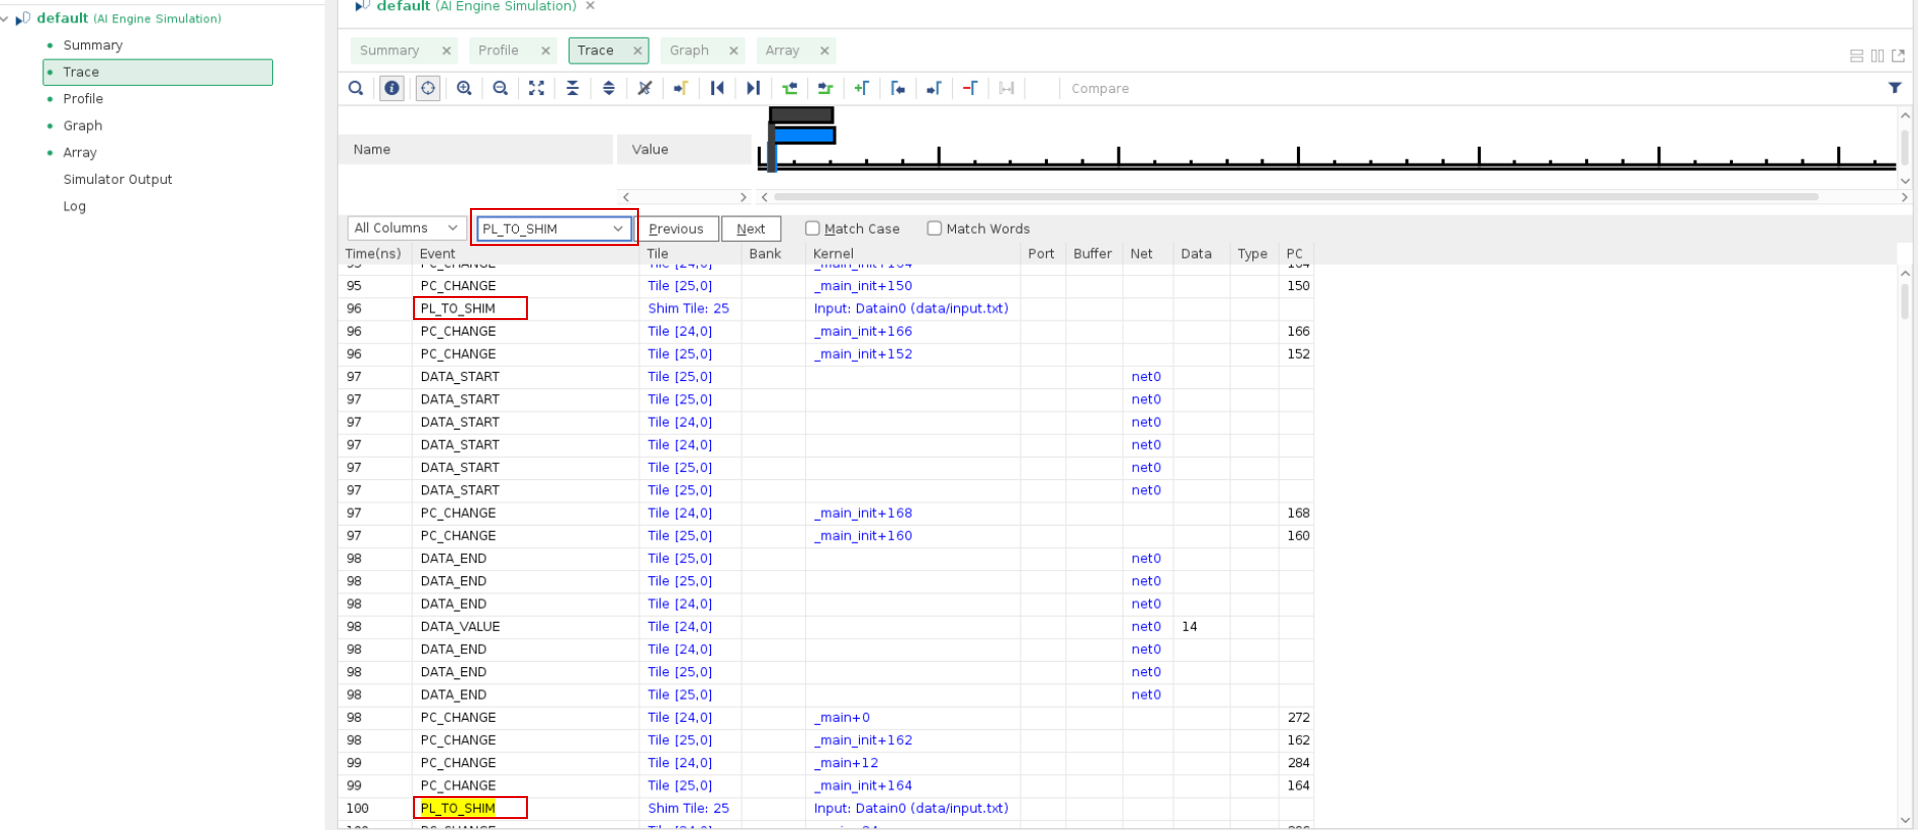 default (AI Engine Simulation)
Summary
Trace
Profile
Graph
Array
Simulator Output
Log
default (AI Engine Simulation)
Summary Profile Trace Graph Array
Compare
Name Value
All Columns PL_TO_SHIM Previous Next Match Case Match Words
Time(ns) Event Tile Bank Kernel Port Buffer Net Data Type PC
95 PC_CHANGE Tile [25,0] _main_init+150 150
96 PL_TO_SHIM Shim Tile: 25 Input: Datain0 (data/input.txt)
96 PC_CHANGE Tile [24,0] _main_init+166 166
96 PC_CHANGE Tile [25,0] _main_init+152 152
97 DATA_START Tile [25,0] net0
97 DATA_START Tile [25,0] net0
97 DATA_START Tile [24,0] net0
97 DATA_START Tile [24,0] net0
97 DATA_START Tile [25,0] net0
97 DATA_START Tile [25,0] net0
97 PC_CHANGE Tile [24,0] _main_init+168 168
97 PC_CHANGE Tile [25,0] _main_init+160 160
98 DATA_END Tile [25,0] net0
98 DATA_END Tile [25,0] net0
98 DATA_END Tile [24,0] net0
98 DATA_VALUE Tile [24,0] net0 14
98 DATA_END Tile [24,0] net0
98 DATA_END Tile [25,0] net0
98 DATA_END Tile [25,0] net0
98 PC_CHANGE Tile [24,0] _main+0 272
98 PC_CHANGE Tile [25,0] _main_init+162 162
99 PC_CHANGE Tile [24,0] _main+12 284
99 PC_CHANGE Tile [25,0] _main_init+164 164
100 PL_TO_SHIM Shim Tile: 25 Input: Datain0 (data/input.txt)